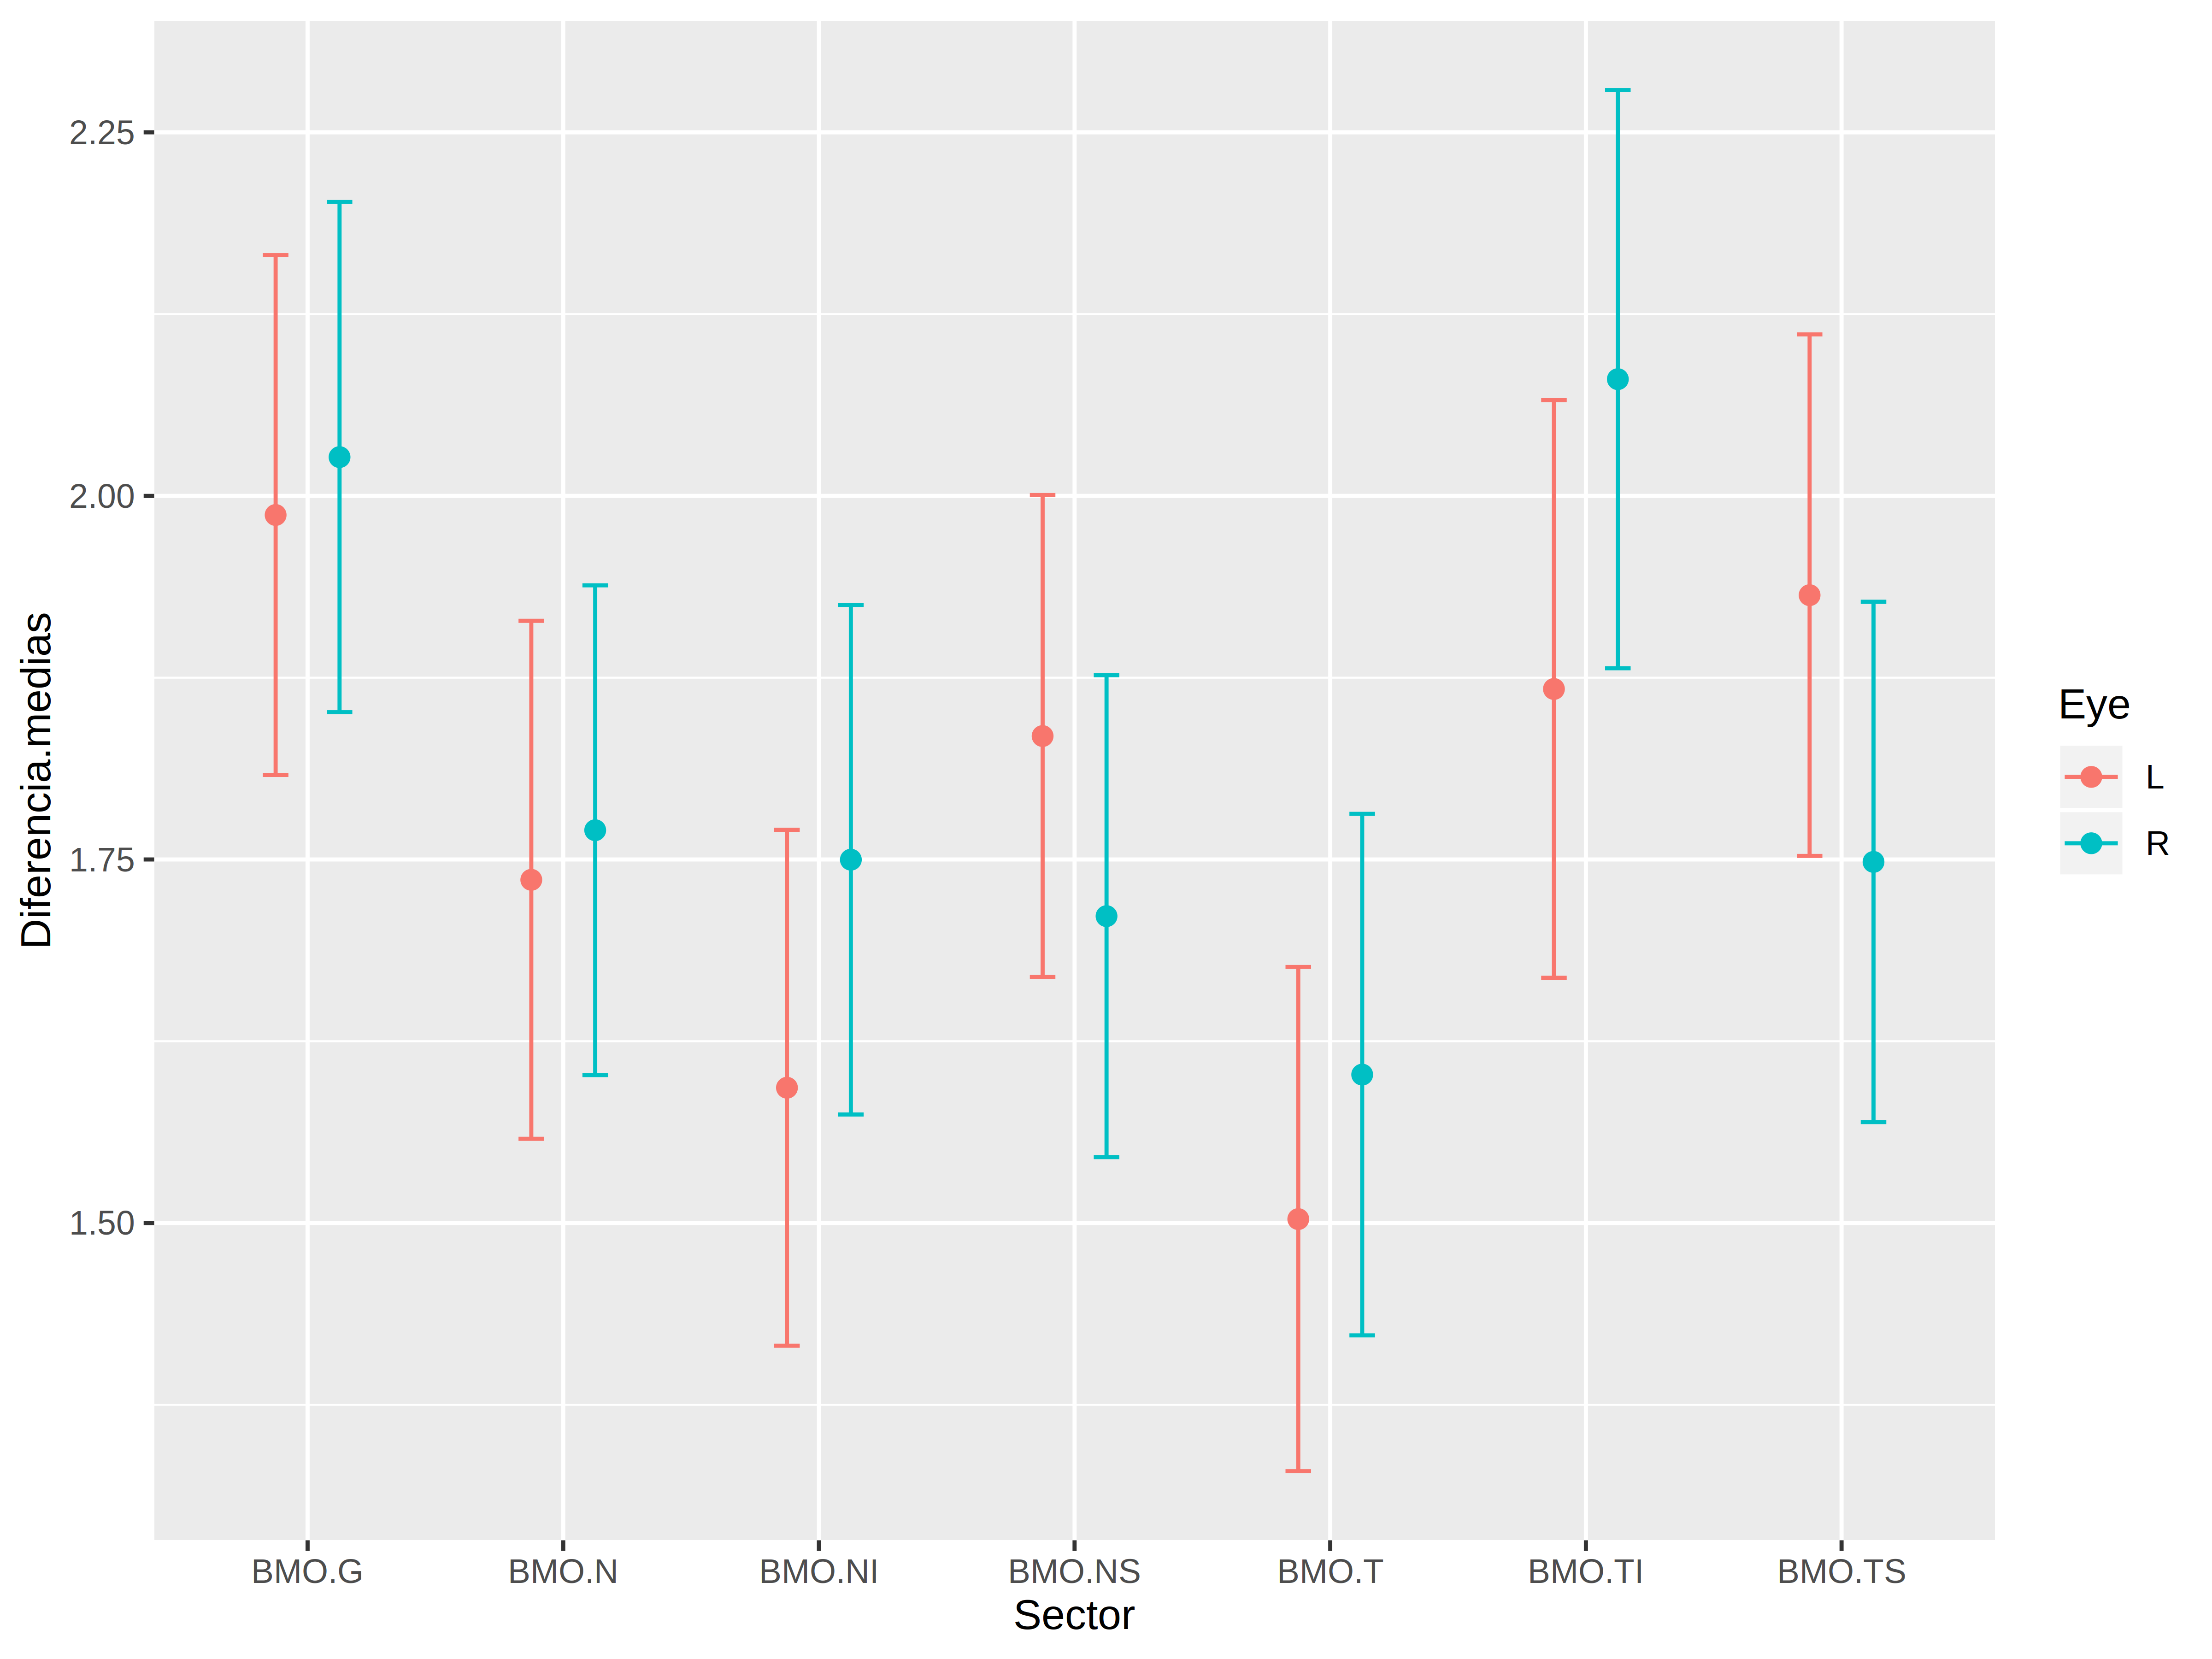 Diferencia.medias
2.25
2.00
1.75
1.50
BMO.G BMO.N BMO.NI BMO.NS BMO.T BMO.TI BMO.TS
Sector
Eye
L
R